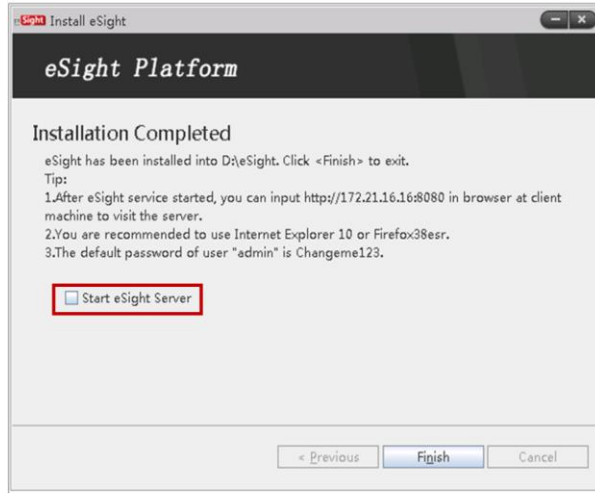 eSight Install eSight
eSight Platform
Installation Completed
eSight has been installed into D:\eSight. Click <Finish> to exit.
Tip:
1.After eSight service started, you can input http://172.21.16.16:8080 in browser at client
machine to visit the server.
2.You are recommended to use Internet Explorer 10 or Firefox38esr.
3.The default password of user "admin" is Changeme123.
Start eSight Server
< Previous
Finish
Cancel